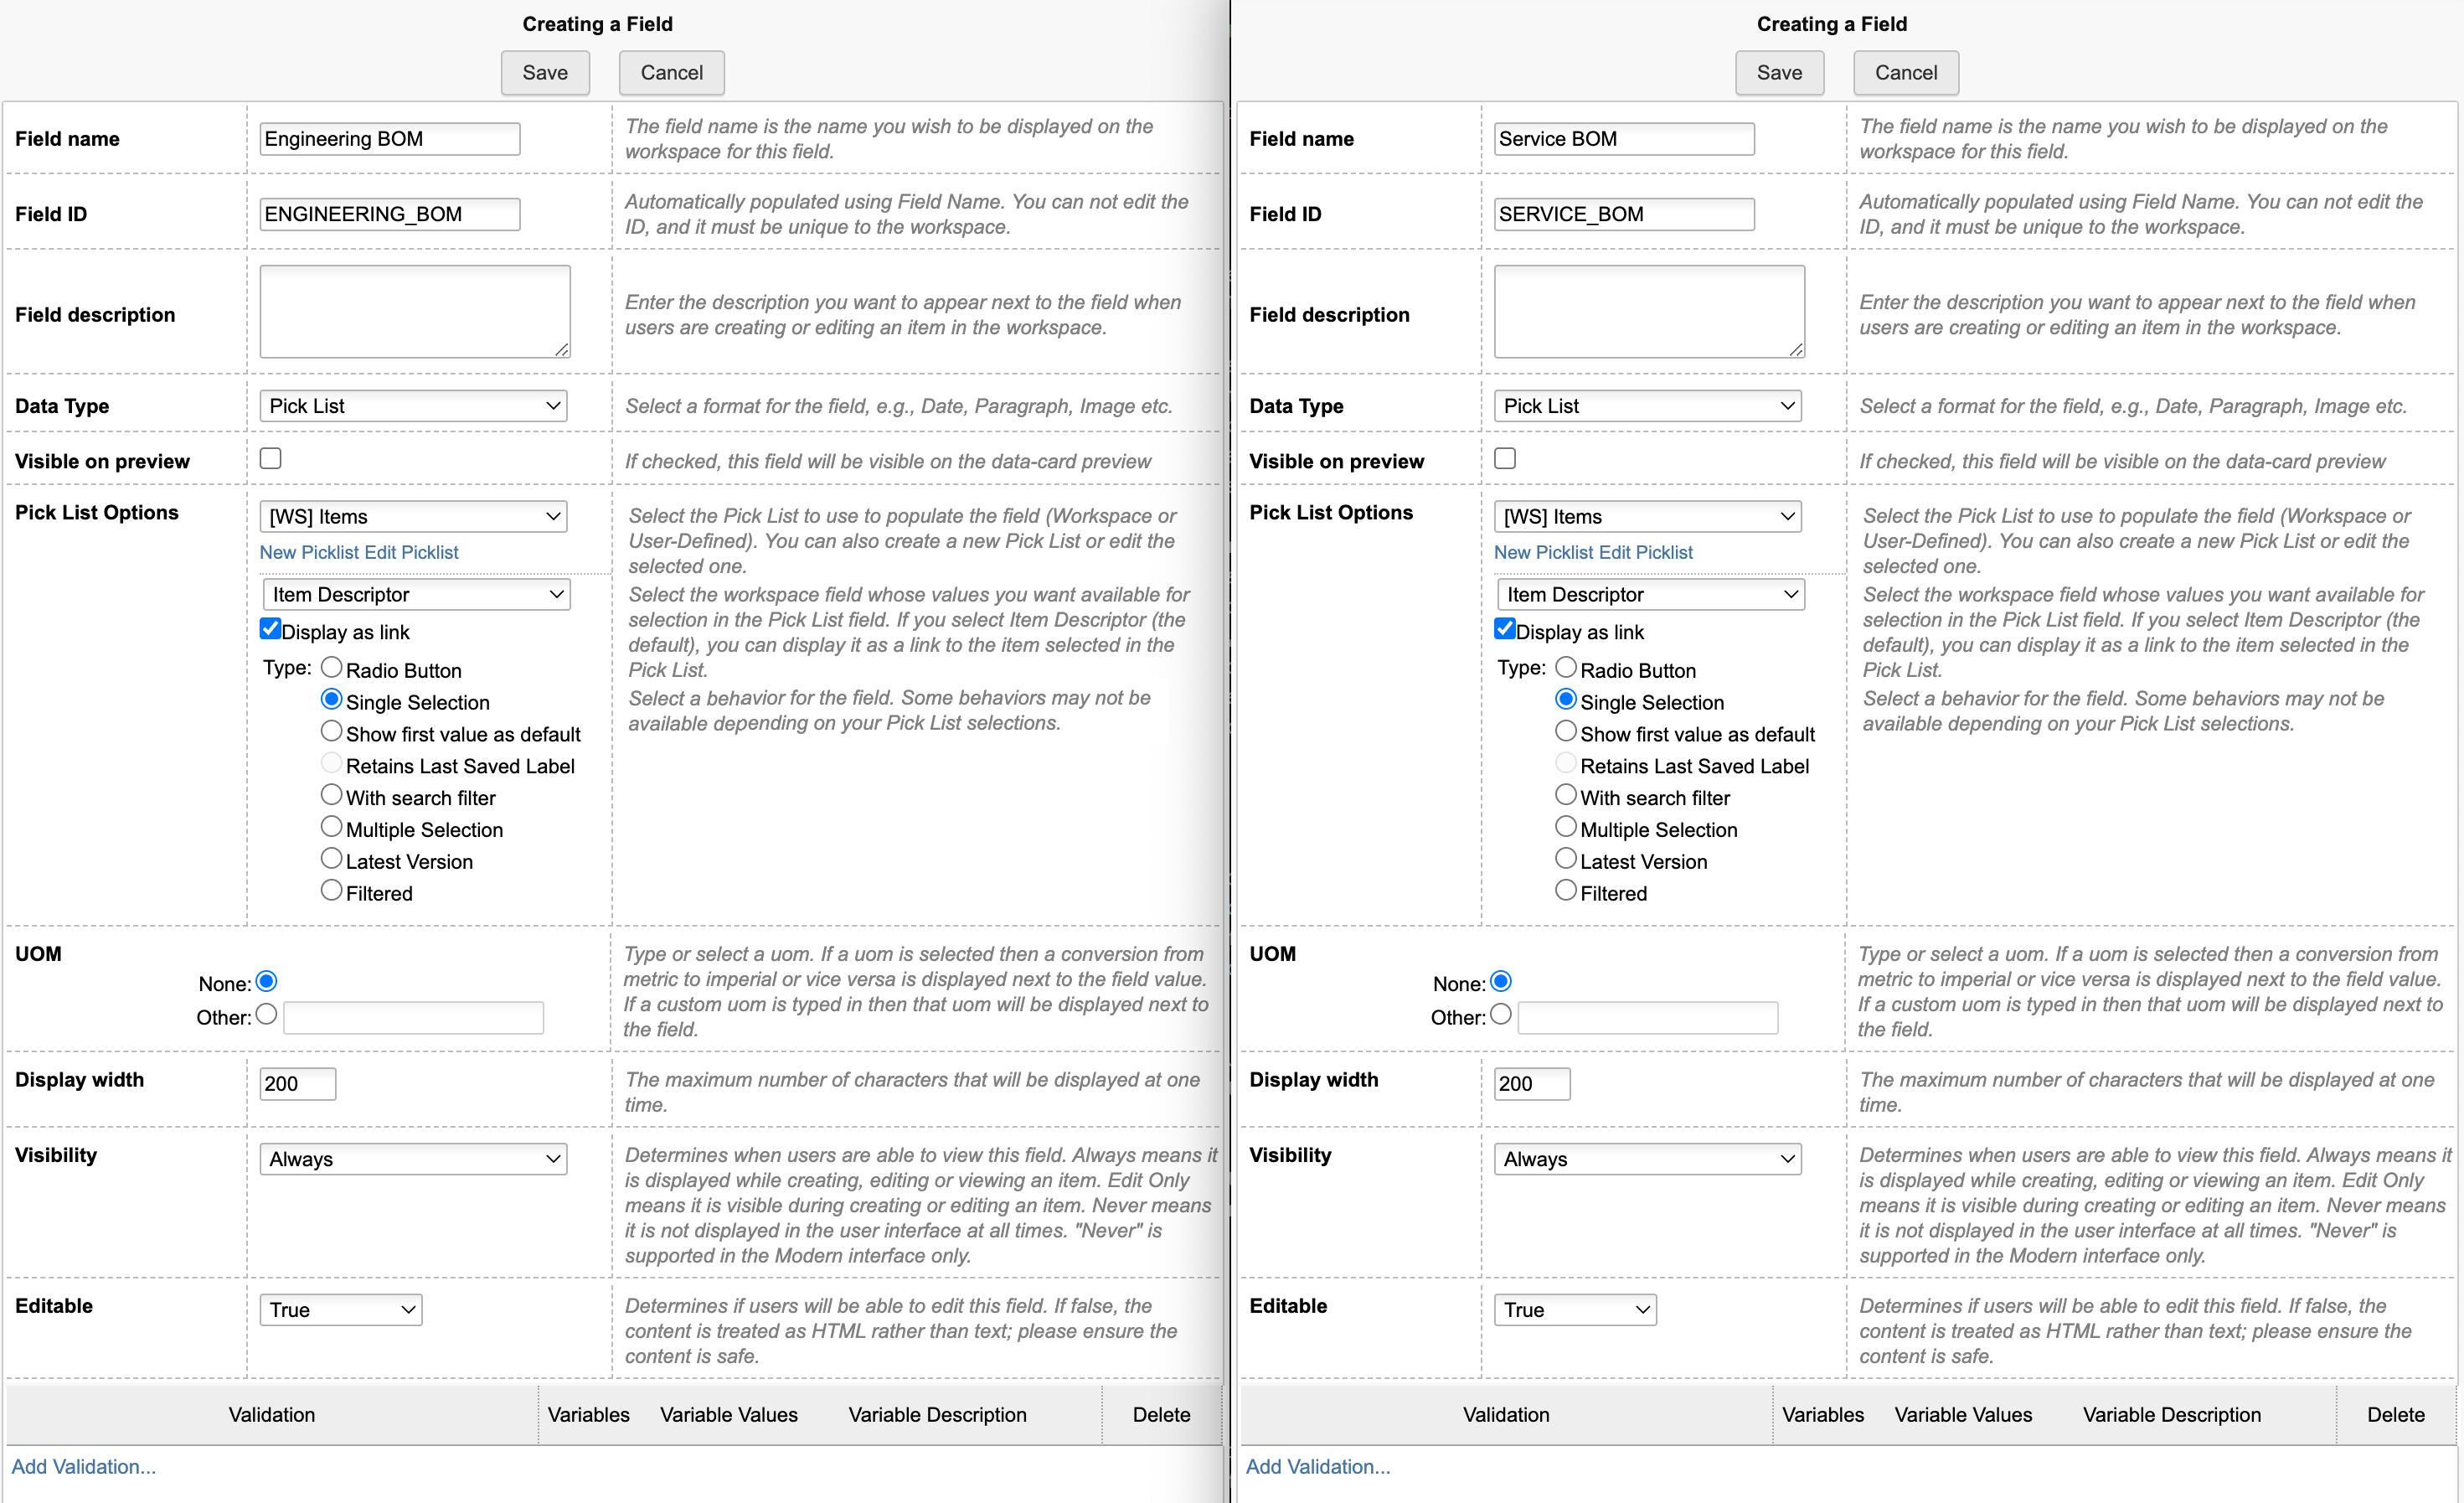 Creating a Field
Save Cancel
Field name Engineering BOM The field name is the name you wish to be displayed on the
workspace for this field.
Field ID ENGINEERING_BOM Automatically populated using Field Name. You can not edit the
ID, and it must be unique to the workspace.
Field description Enter the description you want to appear next to the field when
users are creating or editing an item in the workspace.
Data Type Pick List Select a format for the field, e.g., Date, Paragraph, Image etc.
Visible on preview If checked, this field will be visible on the data-card preview
Pick List Options [WS] Items Select the Pick List to use to populate the field (Workspace or
New Picklist Edit Picklist User-Defined). You can also create a new Pick List or edit the
selected one.
Item Descriptor Select the workspace field whose values you want available for
Display as link selection in the Pick List field. If you select Item Descriptor (the
default), you can display it as a link to the item selected in the
Type: Radio Button Pick List.
Single Selection Select a behavior for the field. Some behaviors may not be
Show first value as default available depending on your Pick List selections.
Retains Last Saved Label
With search filter
Multiple Selection
Latest Version
Filtered
UOM Type or select a uom. If a uom is selected then a conversion from
None: metric to imperial or vice versa is displayed next to the field value.
Other: If a custom uom is typed in then that uom will be displayed next to
the field.
Display width 200 The maximum number of characters that will be displayed at one
time.
Visibility Always Determines when users are able to view this field. Always means it
is displayed while creating, editing or viewing an item. Edit Only
means it is visible during creating or editing an item. Never means
it is not displayed in the user interface at all times. "Never" is
supported in the Modern interface only.
Editable True Determines if users will be able to edit this field. If false, the
content is treated as HTML rather than text; please ensure the
content is safe.
Validation Variables Variable Values Variable Description Delete
Add Validation...
Creating a Field
Save Cancel
Field name Service BOM The field name is the name you wish to be displayed on the
workspace for this field.
Field ID SERVICE_BOM Automatically populated using Field Name. You can not edit the
ID, and it must be unique to the workspace.
Field description Enter the description you want to appear next to the field when
users are creating or editing an item in the workspace.
Data Type Pick List Select a format for the field, e.g., Date, Paragraph, Image etc.
Visible on preview If checked, this field will be visible on the data-card preview
Pick List Options [WS] Items Select the Pick List to use to populate the field (Workspace or
New Picklist Edit Picklist User-Defined). You can also create a new Pick List or edit the
selected one.
Item Descriptor Select the workspace field whose values you want available for
Display as link selection in the Pick List field. If you select Item Descriptor (the
default), you can display it as a link to the item selected in the
Type: Radio Button Pick List.
Single Selection Select a behavior for the field. Some behaviors may not be
Show first value as default available depending on your Pick List selections.
Retains Last Saved Label
With search filter
Multiple Selection
Latest Version
Filtered
UOM Type or select a uom. If a uom is selected then a conversion from
None: metric to imperial or vice versa is displayed next to the field value.
Other: If a custom uom is typed in then that uom will be displayed next to
the field.
Display width 200 The maximum number of characters that will be displayed at one
time.
Visibility Always Determines when users are able to view this field. Always means it
is displayed while creating, editing or viewing an item. Edit Only
means it is visible during creating or editing an item. Never means
it is not displayed in the user interface at all times. "Never" is
supported in the Modern interface only.
Editable True Determines if users will be able to edit this field. If false, the
content is treated as HTML rather than text; please ensure the
content is safe.
Validation Variables Variable Values Variable Description Delete
Add Validation...